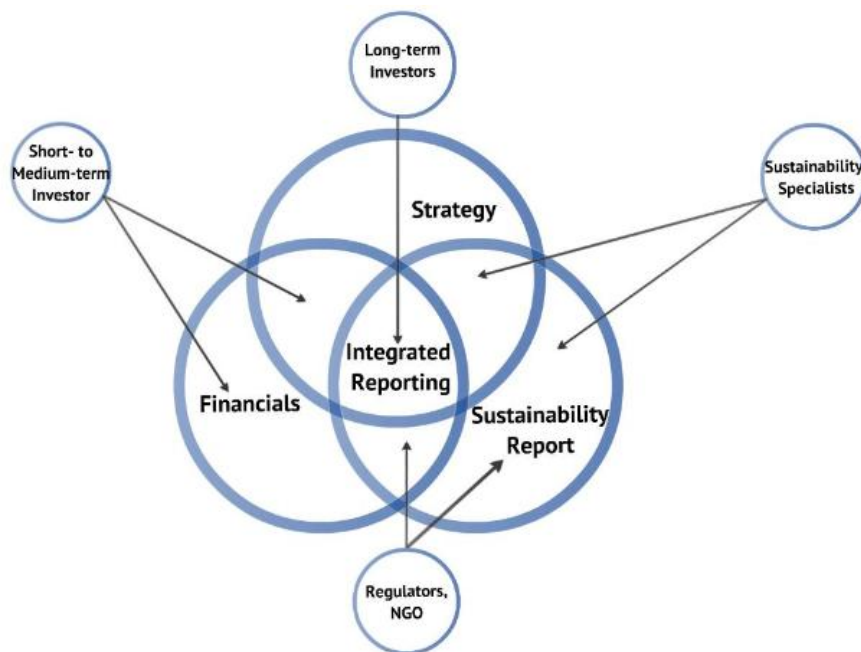 Long-term
Investors
Short- to
Medium-term
Investor
Sustainability
Specialists
Strategy
Integrated
Reporting
Financials
Sustainability
Report
Regulators,
NGO